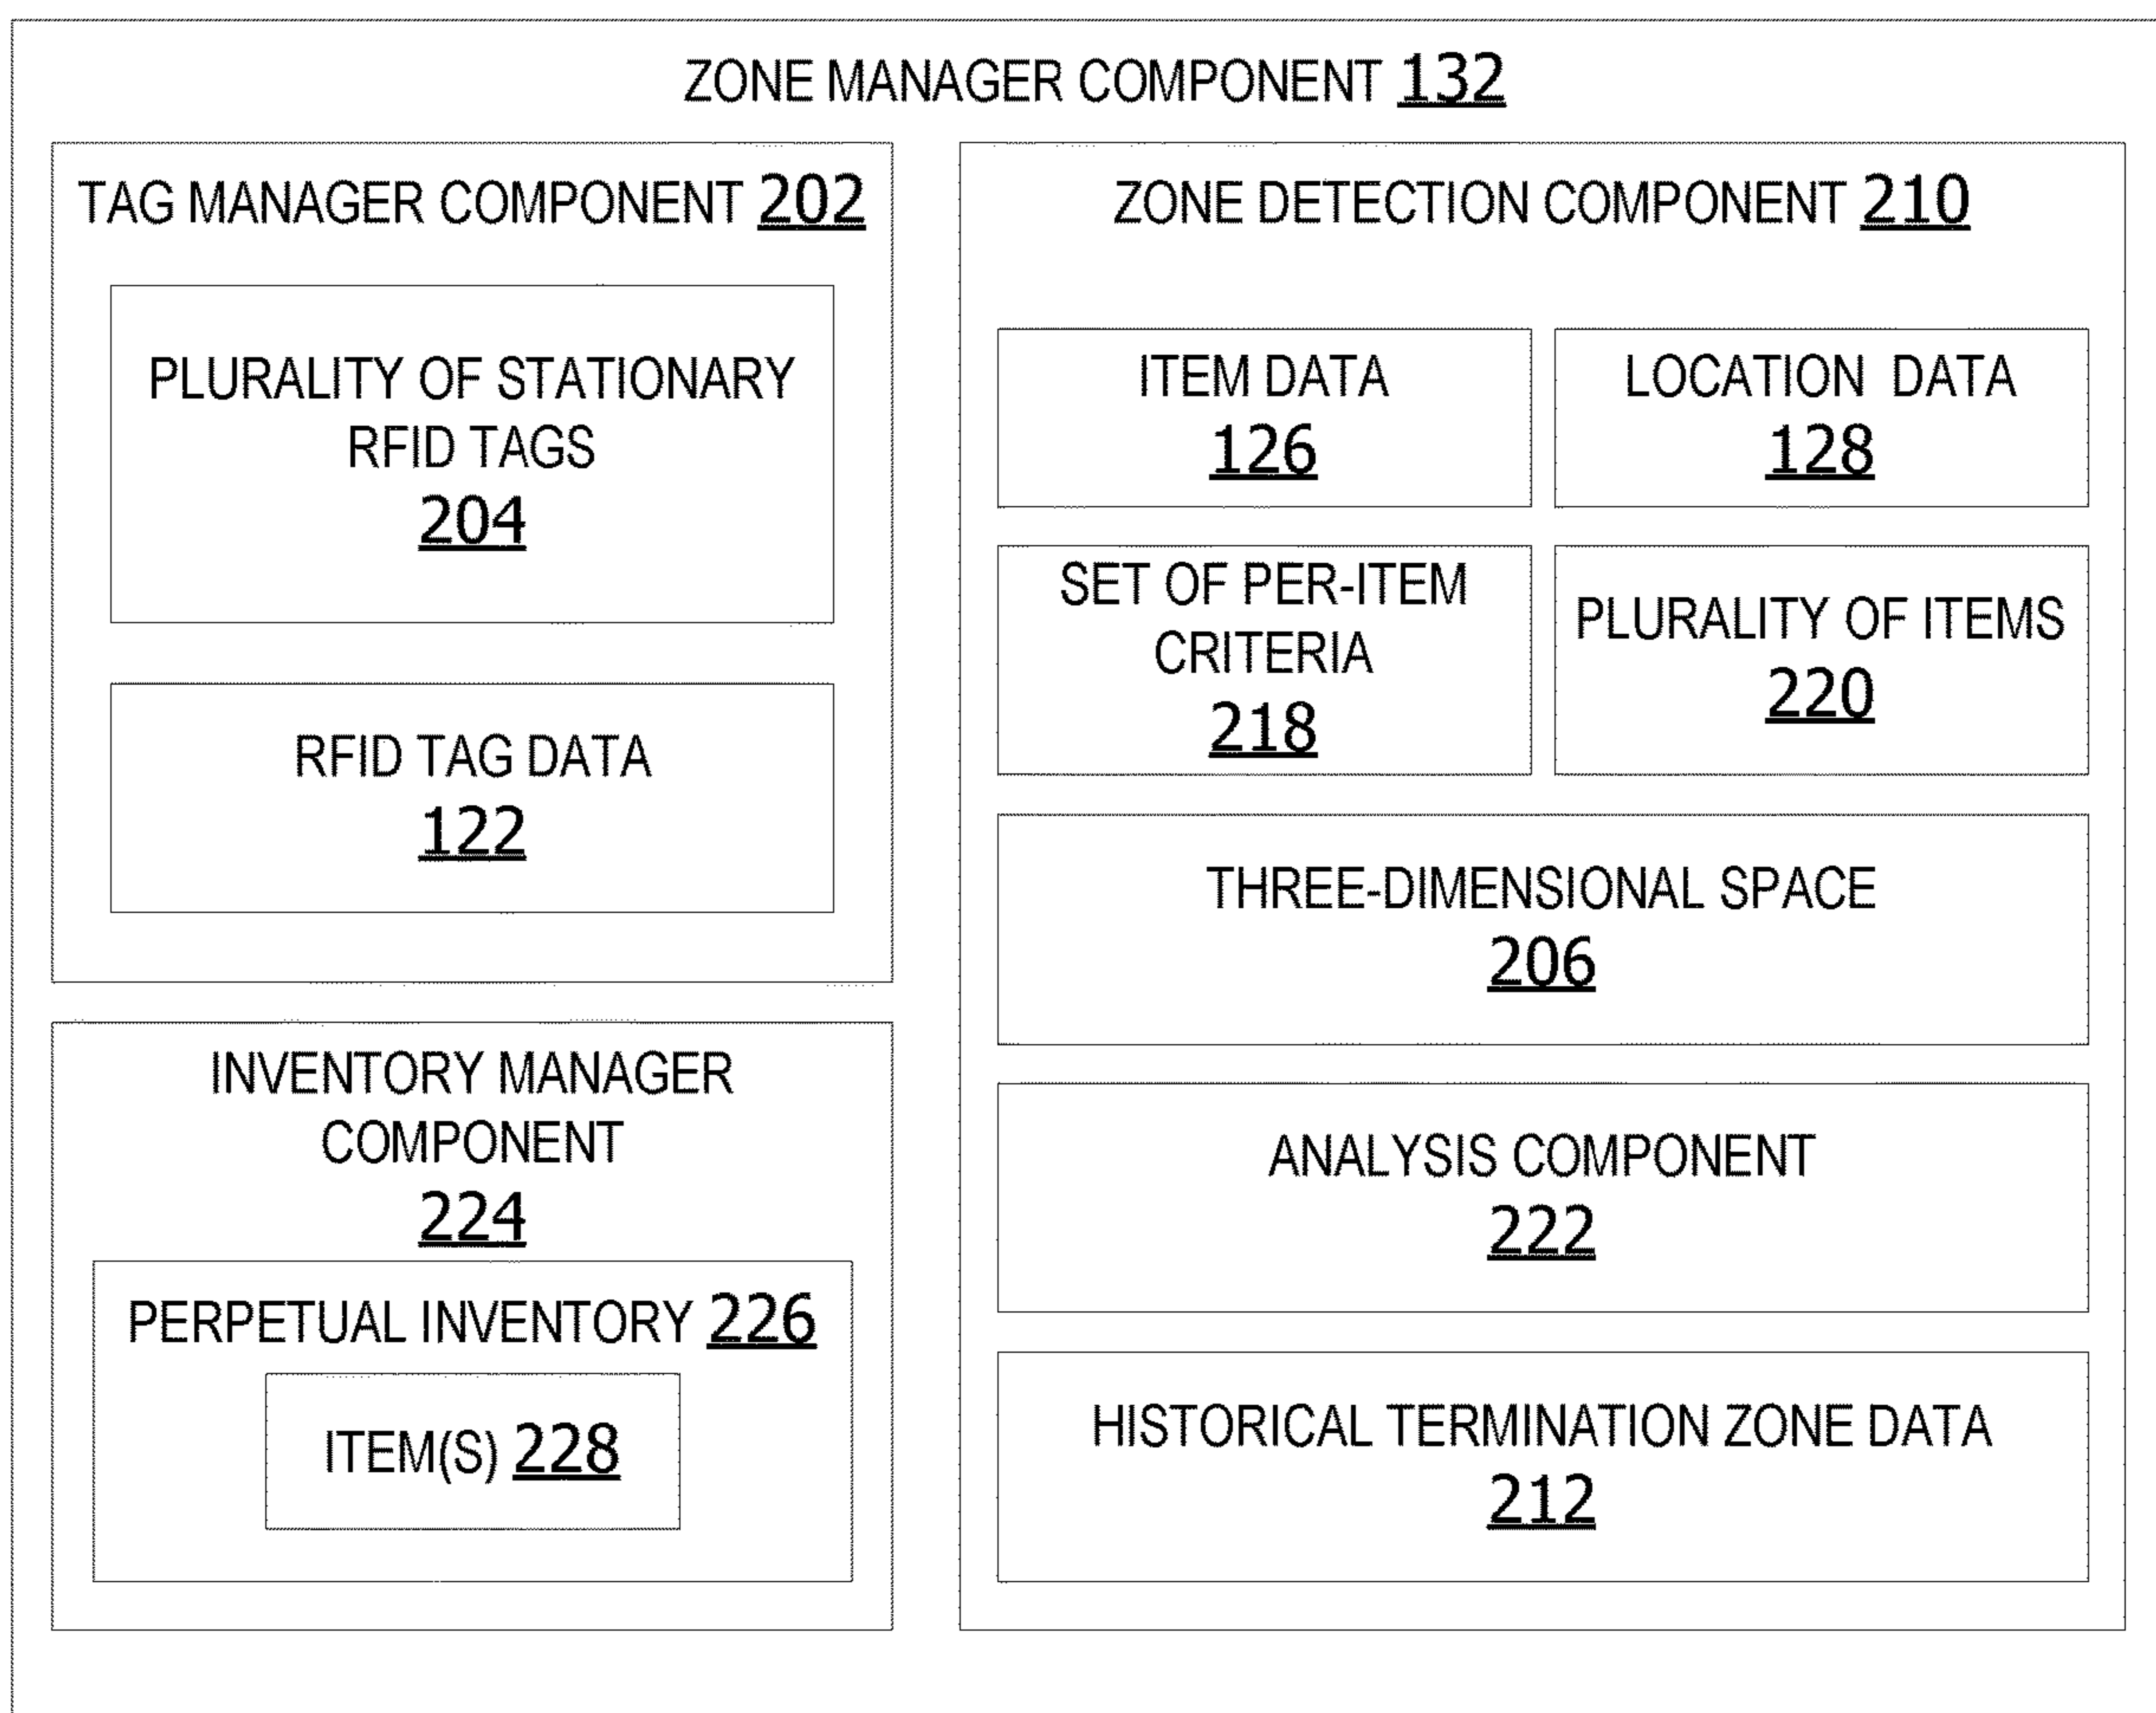 ZONE MANAGER COMPONENT 132
TAG MANAGER COMPONENT 202
PLURALITY OF STATIONARY
RFID TAGS
204
RFID TAG DATA
122
INVENTORY MANAGER
COMPONENT
224
PERPETUAL INVENTORY 226
ITEM(S) 228
ZONE DETECTION COMPONENT 210
ITEM DATA
126
LOCATION DATA
128
SET OF PER-ITEM
CRITERIA
218
PLURALITY OF ITEMS
220
THREE-DIMENSIONAL SPACE
206
ANALYSIS COMPONENT
222
HISTORICAL TERMINATION ZONE DATA
212